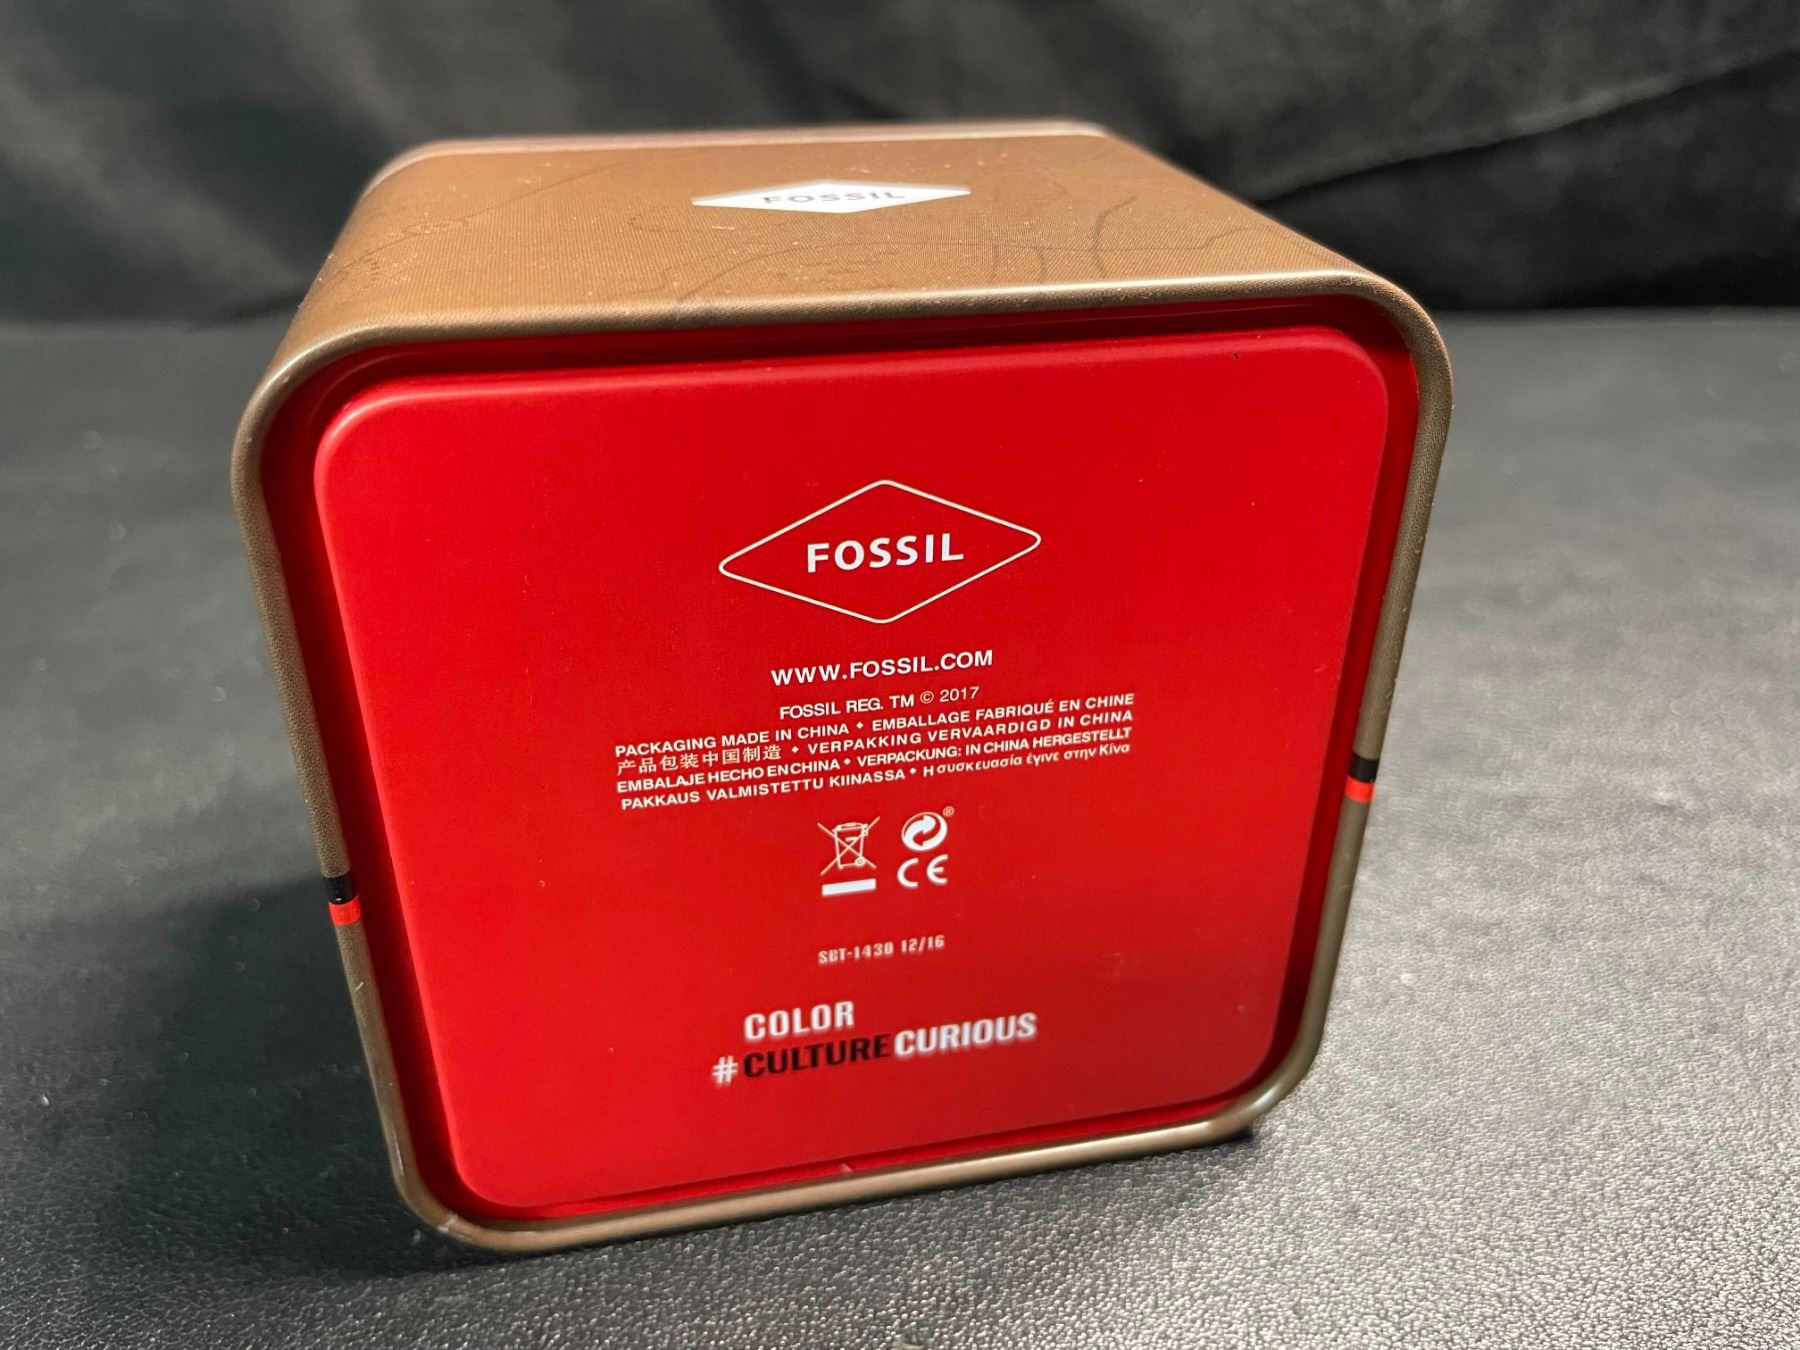 FOSSIL
FOSSIL
WWW.FOSSIL.COM
FOSSIL REG. TM © 2017
PACKAGING MADE IN CHINA • EMBALLAGE FABRIQUÉ EN CHINE
产品包装中国制造 • VERPAKKING VERVAARDIGD IN CHINA
EMBALAJE HECHO EN CHINA • VERPACKUNG: IN CHINA HERGESTELLT
PAKKAUS VALMISTETTU KIINASSA • Η συσκευασία έγινε στην Κίνα
®
CE
SBT-1430 12/16
COLOR
#CULTURECURIOUS